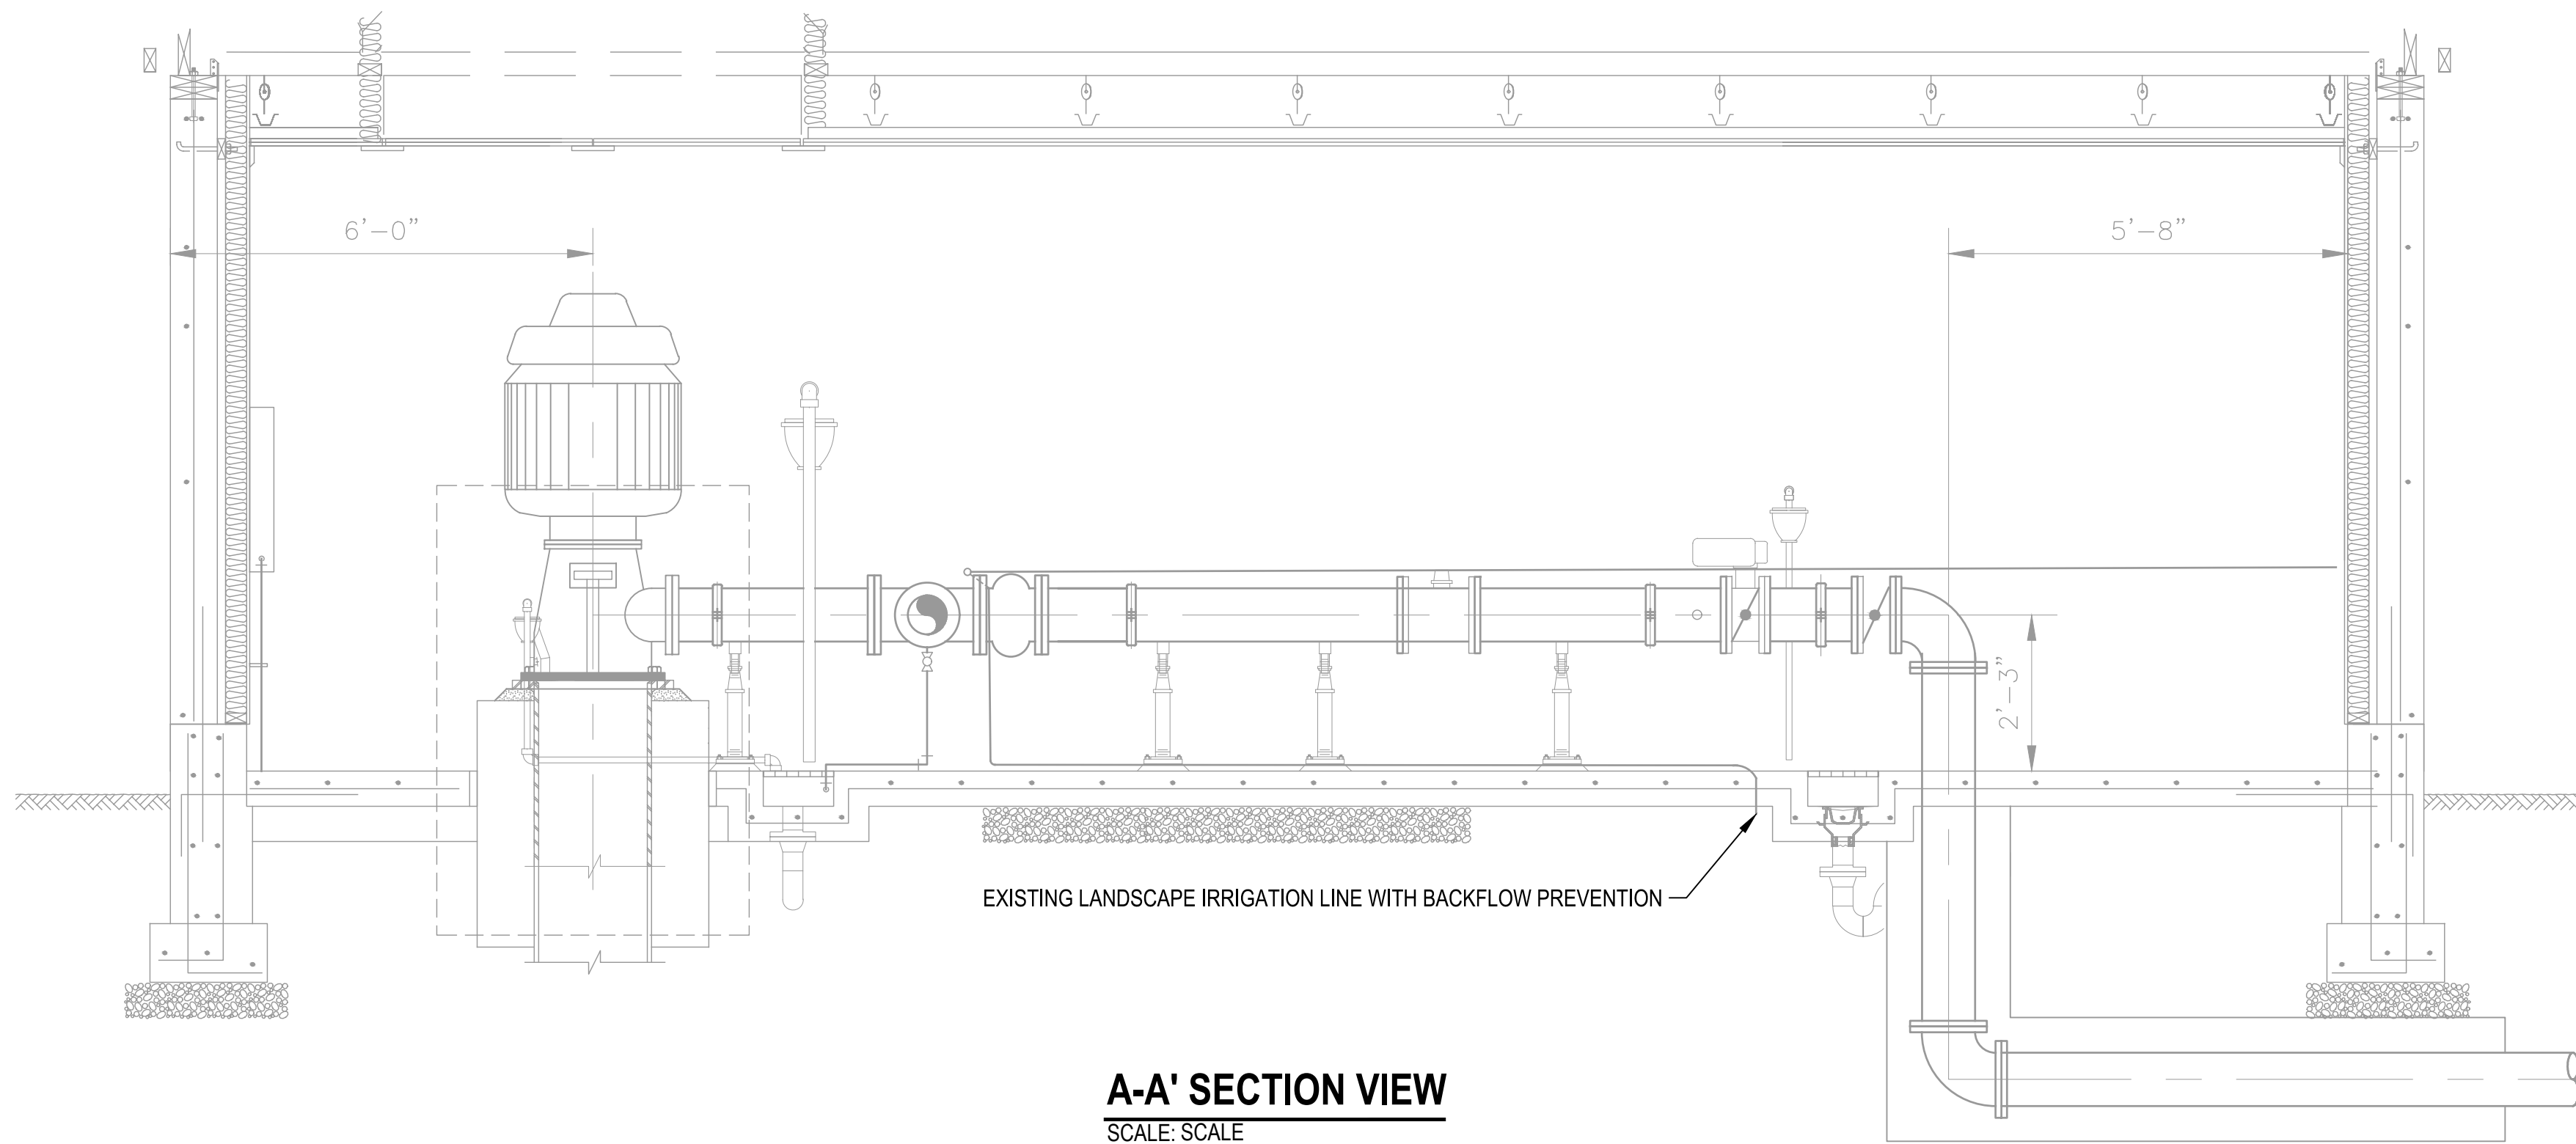 6'-0"
5'-8"
2'-3"
EXISTING LANDSCAPE IRRIGATION LINE WITH BACKFLOW PREVENTION
A-A' SECTION VIEW
SCALE: SCALE